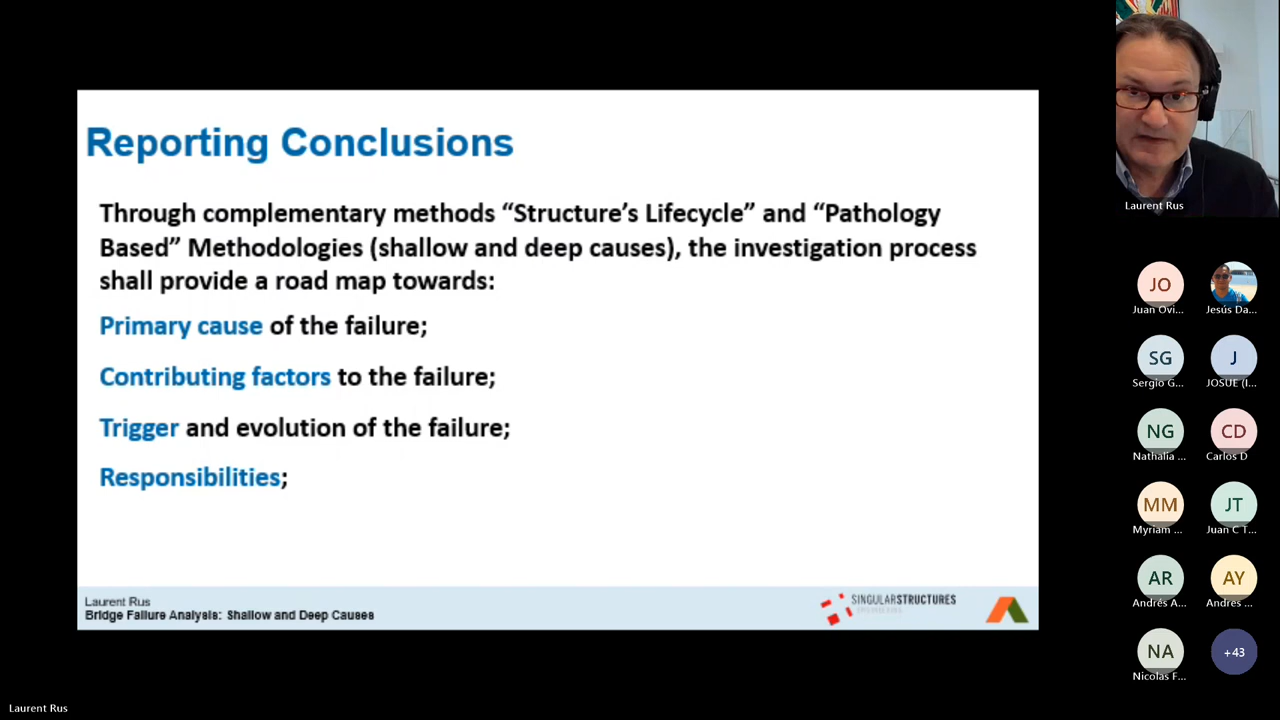 Reporting Conclusions
Through complementary methods “Structure’s Lifecycle” and “Pathology
Based” Methodologies (shallow and deep causes), the investigation process
shall provide a road map towards:
Primary cause of the failure;
Contributing factors to the failure;
Trigger and evolution of the failure;
Responsibilities;
Laurent Rus
Bridge Failure Analysis: Shallow and Deep Causes
SINGULARSTRUCTURES
Laurent Rus
JO
Juan Ovi...
Jesús Da...
SG
Sergio G...
J
JOSUE (I...
NG
Nathalia ...
CD
Carlos D
MM
Myriam ...
JT
Juan C T...
AR
Andrés A...
AY
Andres ...
NA
Nicolas F...
+43
Laurent Rus